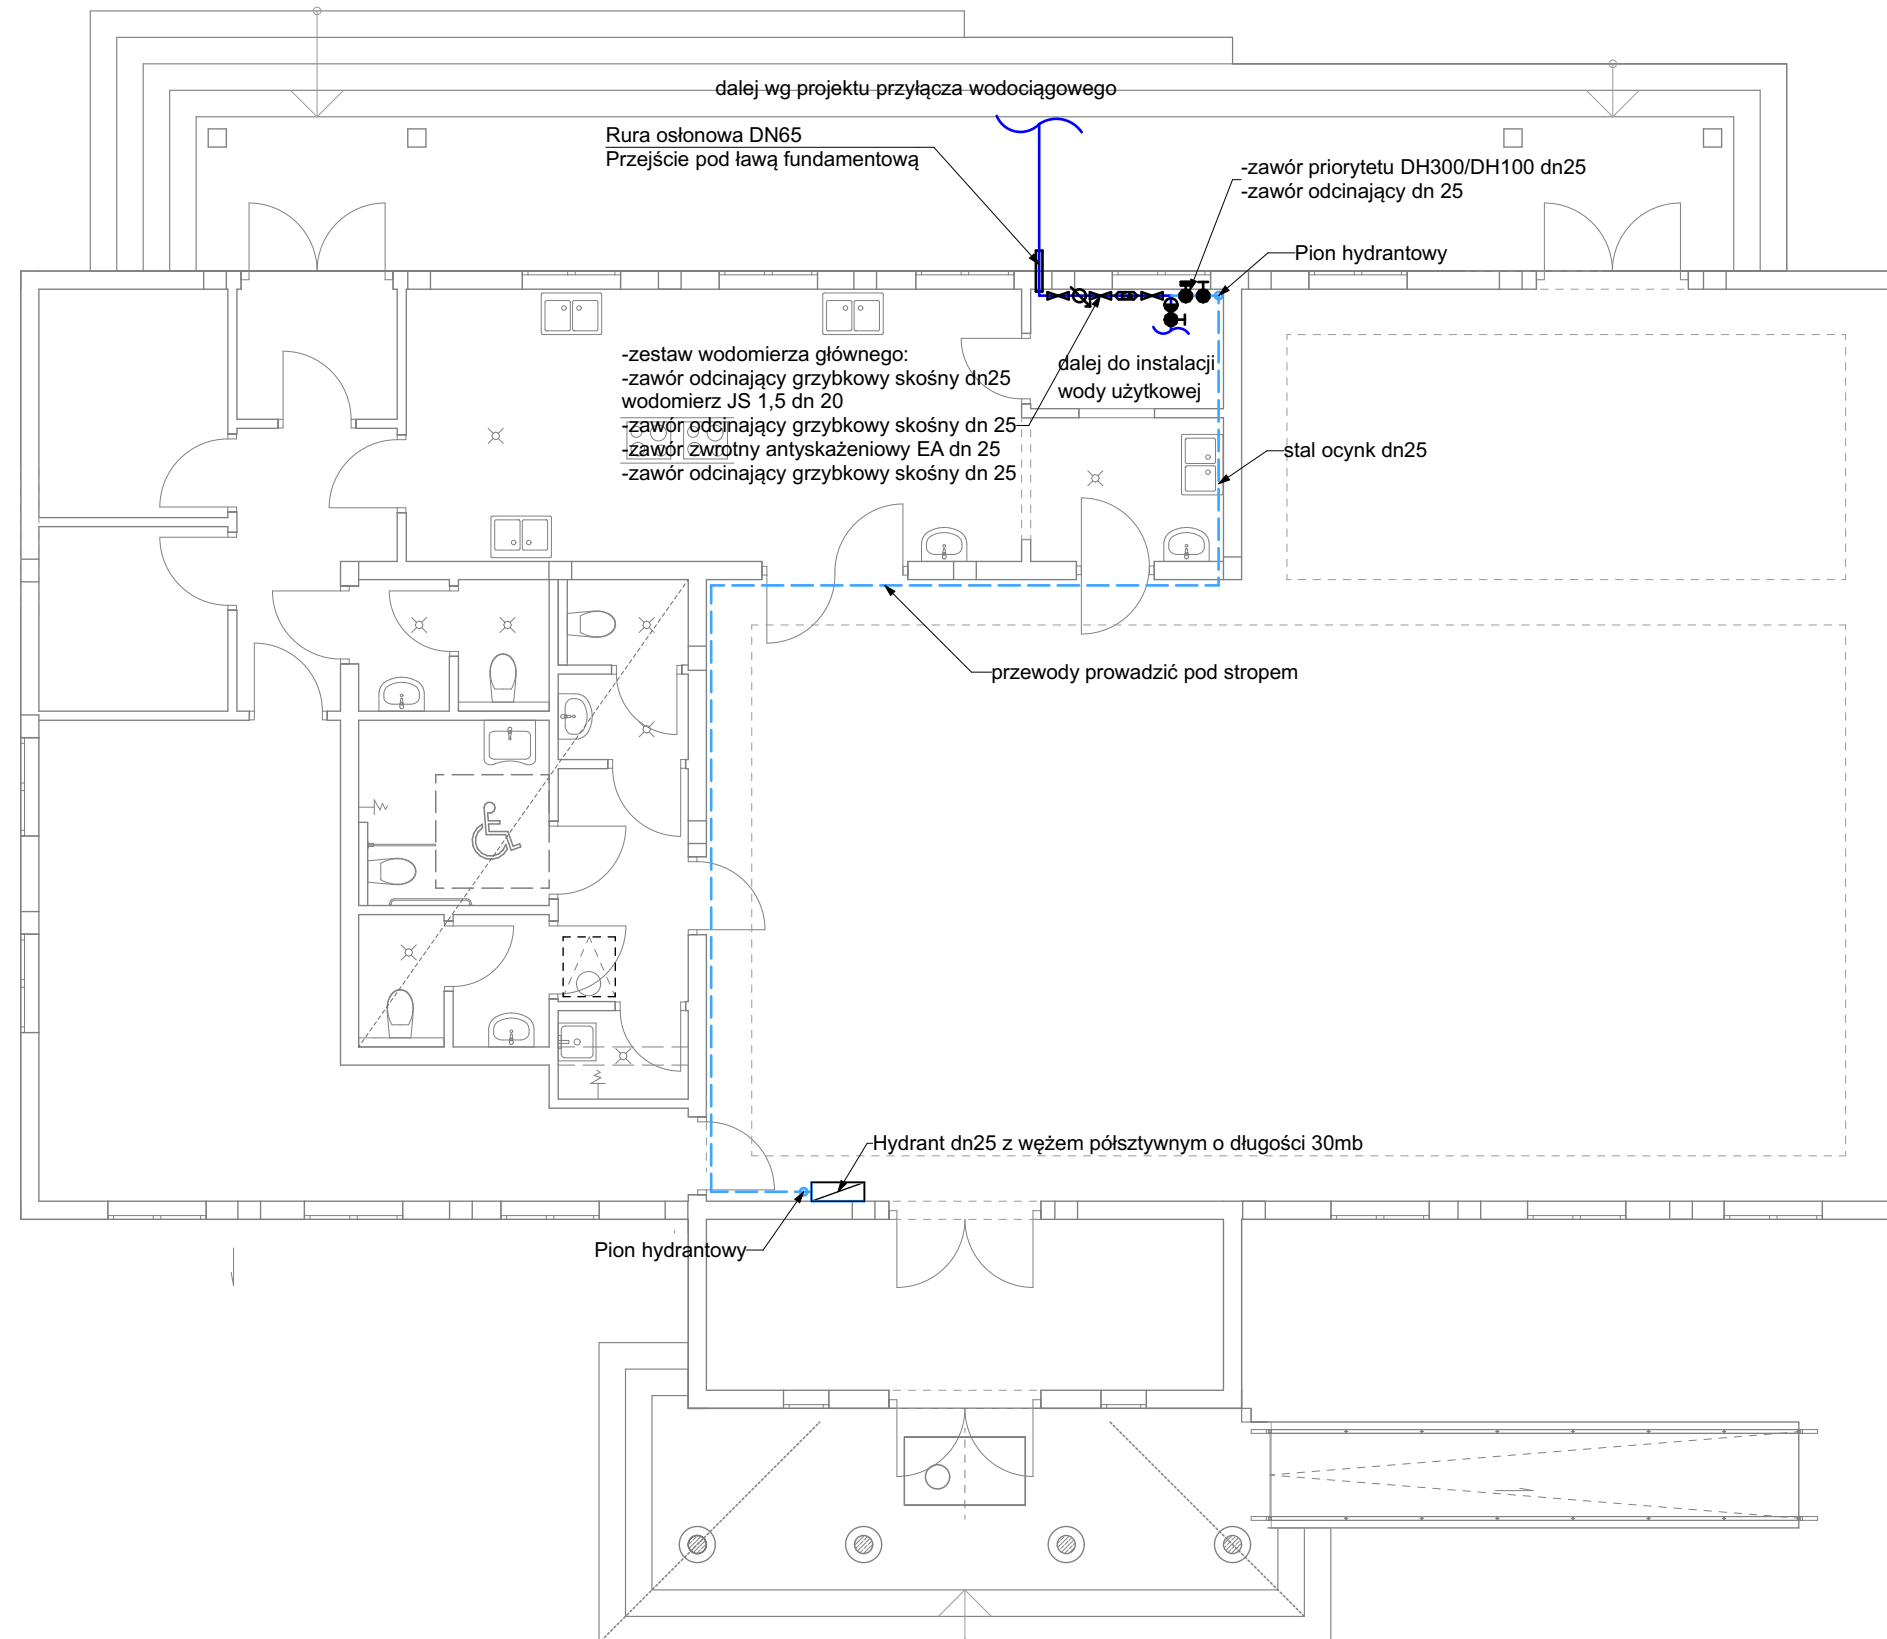 dalej wg projektu przyłącza wodociągowego
Rura osłonowa DN65
Przejście pod ławą fundamentową
-zawór priorytetu DH300/DH100 dn25
-zawór odcinający dn 25
Pion hydrantowy
-zestaw wodomierza głównego:
-zawór odcinający grzybkowy skośny dn25
wodomierz JS 1,5 dn 20
-zawór odcinający grzybkowy skośny dn 25
-zawór zwrotny antyskażeniowy EA dn 25
-zawór odcinający grzybkowy skośny dn 25
dalej do instalacji
wody użytkowej
stal ocynk dn25
przewody prowadzić pod stropem
Hydrant dn25 z wężem półsztywnym o długości 30mb
Pion hydrantowy